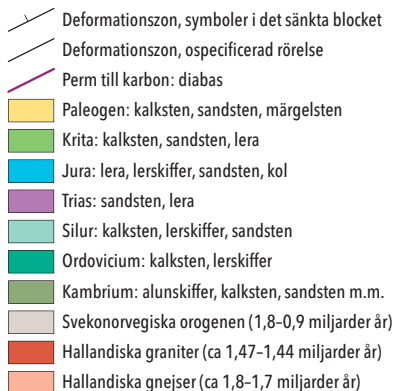 Deformationszon, symboler i det sänkta blocket
Deformationszon, ospecificerad rörelse
Perm till karbon: diabas
Paleogen: kalksten, sandsten, märgelsten
Krita: kalksten, sandsten, lera
Jura: lera, lerskiffer, sandsten, kol
Trias: sandsten, lera
Silur: kalksten, lerskiffer, sandsten
Ordovicium: kalksten, lerskiffer
Kambrium: alunskiffer, kalksten, sandsten m.m.
Svekonorvegiska orogenen (1,8–0,9 miljarder år)
Hallandiska graniter (ca 1,47–1,44 miljarder år)
Hallandiska gnejser (ca 1,8–1,7 miljarder år)